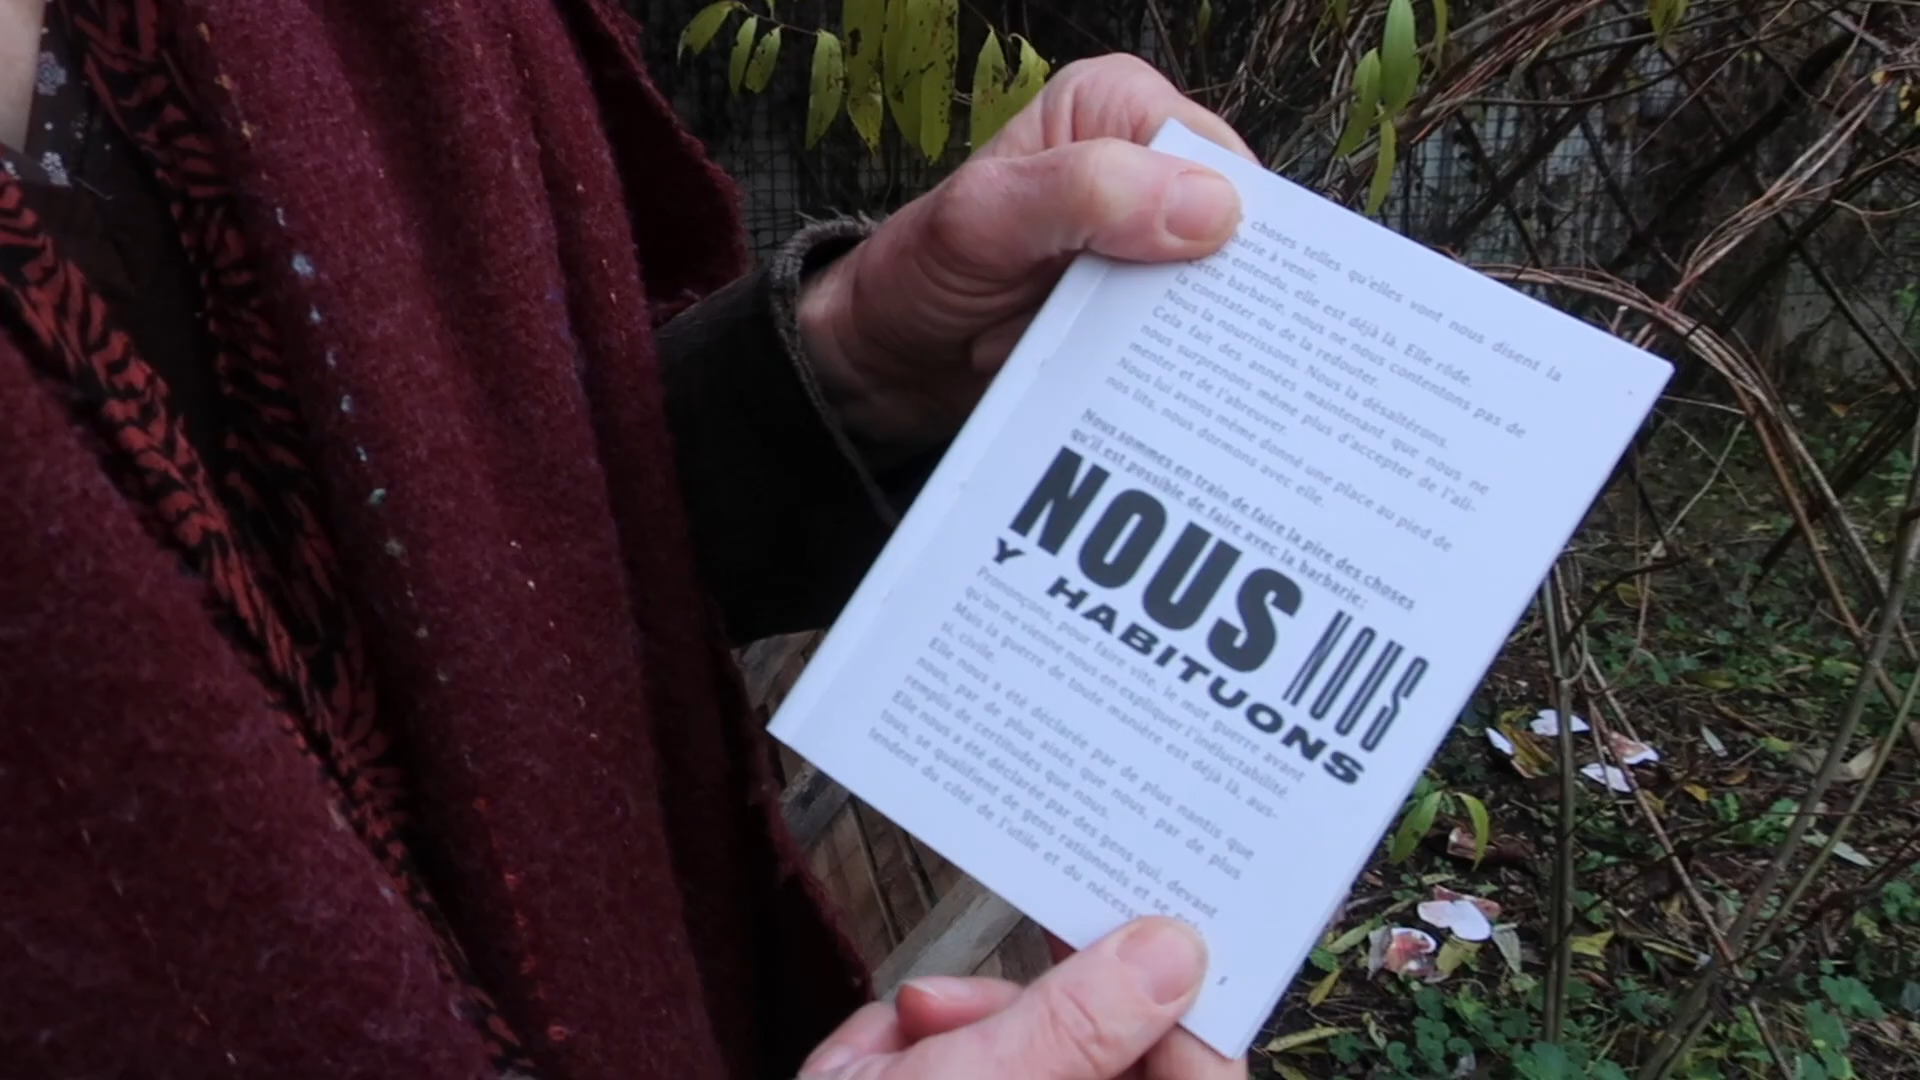 choses telles qu'elles vont nous disent la
barie à venir.
entendu, elle est déjà là. Elle rôde.
cette barbarie, nous ne nous contentons pas de
la constater ou de la redouter.
Nous la nourrissons. Nous la désaltérons.
Cela fait des années maintenant que nous ne
nous surprenons même plus d'accepter de l'ali-
menter et de l'abreuver.
Nous lui avons même donné une place au pied de
nos lits, nous dormons avec elle.
Nous sommes en train de faire la pire des choses
qu'il est possible de faire avec la barbarie:
NOUS NOUS
Y HABITUONS
Prononçons, pour faire vite, le mot guerre avant
qu'on ne vienne nous en expliquer l'inéluctabilité.
Mais la guerre de toute manière est déjà là, aus-
si, civile.
Elle nous a été déclarée par de plus nantis que
nous, par de plus aisés que nous, par de plus
remplis de certitudes que nous.
Elle nous a été déclarée par des gens qui, devant
tous, se qualifient de gens rationnels et se
tendent du côté de l'utile et du